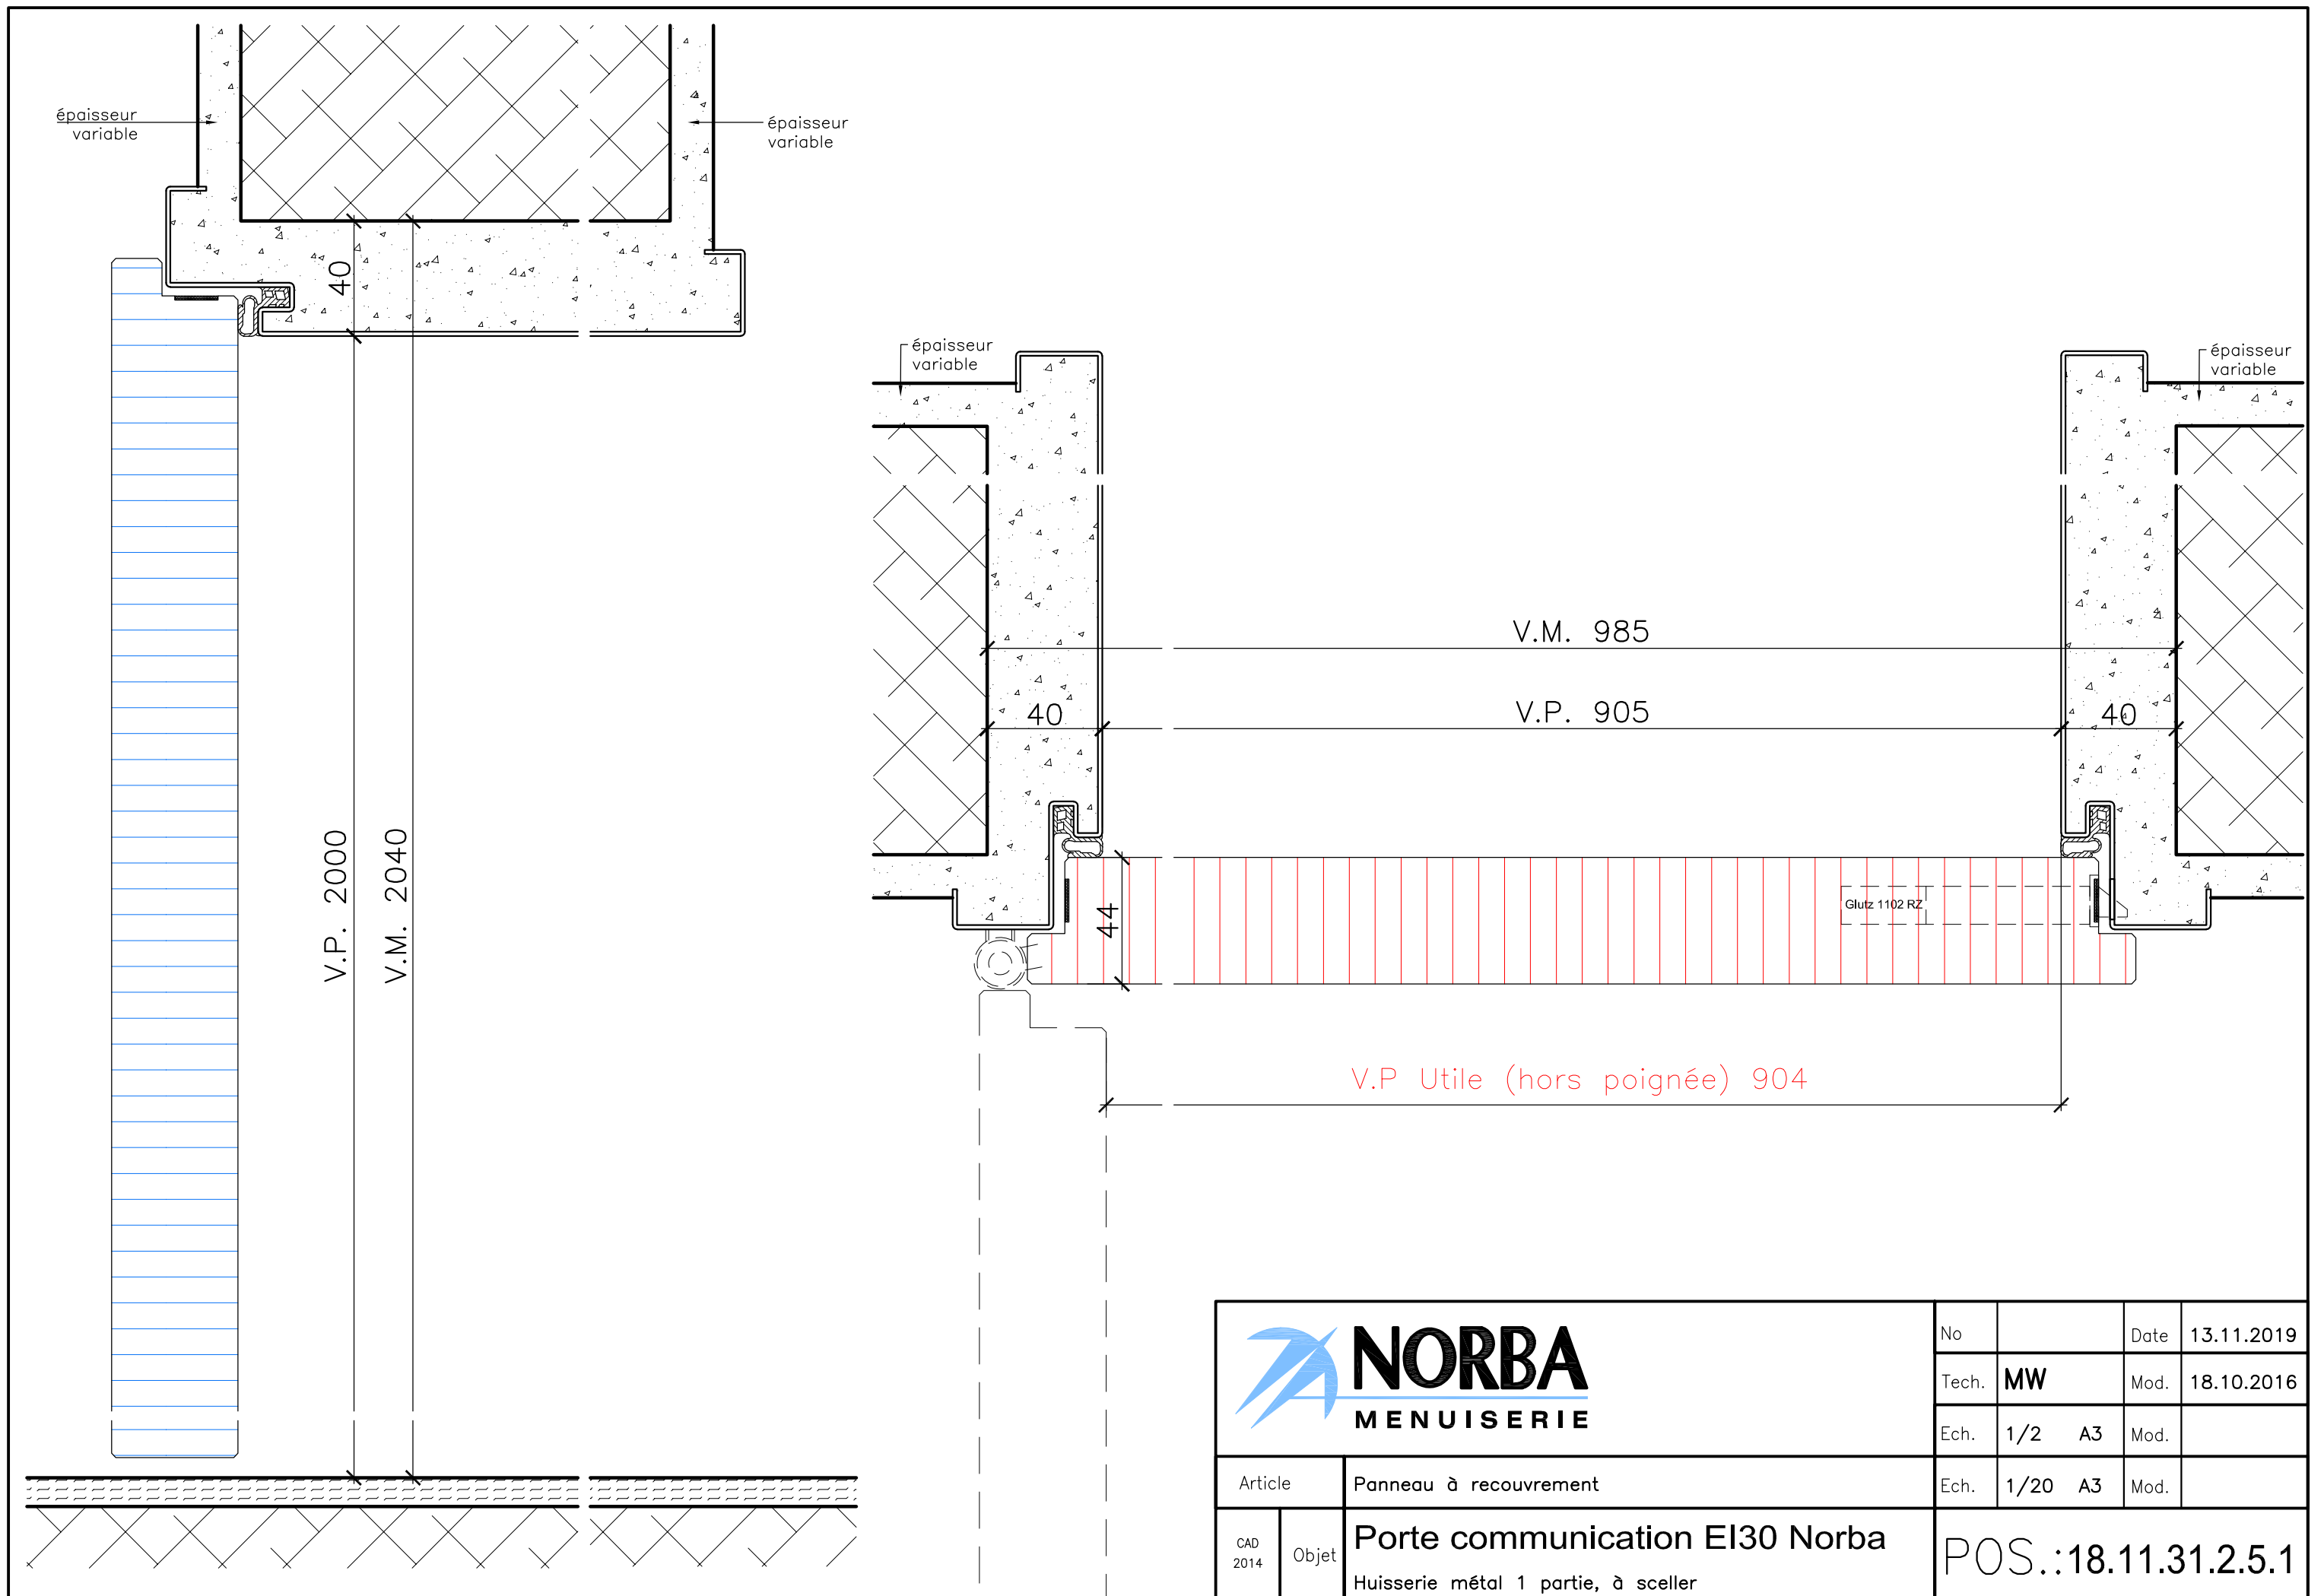 épaisseur
variable
épaisseur
variable
40
V.P. 2000
V.M. 2040
épaisseur
variable
épaisseur
variable
V.M. 985
40
V.P. 905
40
44
Glutz 1102 RZ
V.P Utile (hors poignée) 904
NORBA
MENUISERIE
No
Date 13.11.2019
Tech. MW Mod. 18.10.2016
Ech. 1/2 A3 Mod.
Article Panneau à recouvrement Ech. 1/20 A3 Mod.
CAD
2014
Objet
Porte communication EI30 Norba
Huisserie métal 1 partie, à sceller
POS.:18.11.31.2.5.1